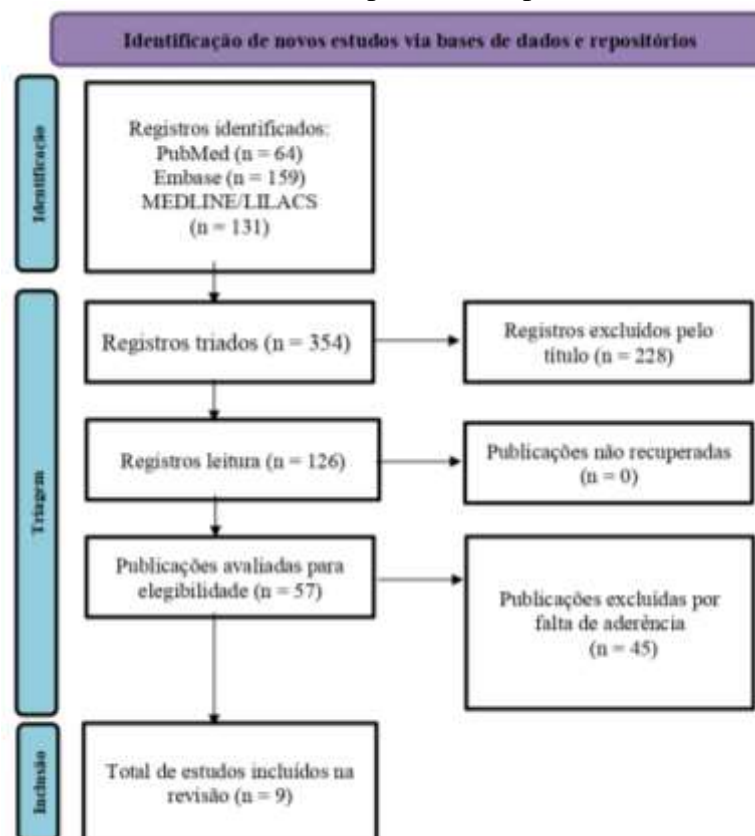 Identificação de novos estudos via bases de dados e repositórios
Identificação
Registros identificados:
PubMed (n = 64)
Embase (n = 159)
MEDLINE/LILACS
(n = 131)
Triagem
Registros triados (n = 354)
Registros excluídos pelo
título (n = 228)
Registros leitura (n = 126)
Publicações não recuperadas
(n = 0)
Publicações avaliadas para
elegibilidade (n = 57)
Publicações excluídas por
falta de aderência
(n = 45)
Inclusão
Total de estudos incluídos na
revisão (n = 9)